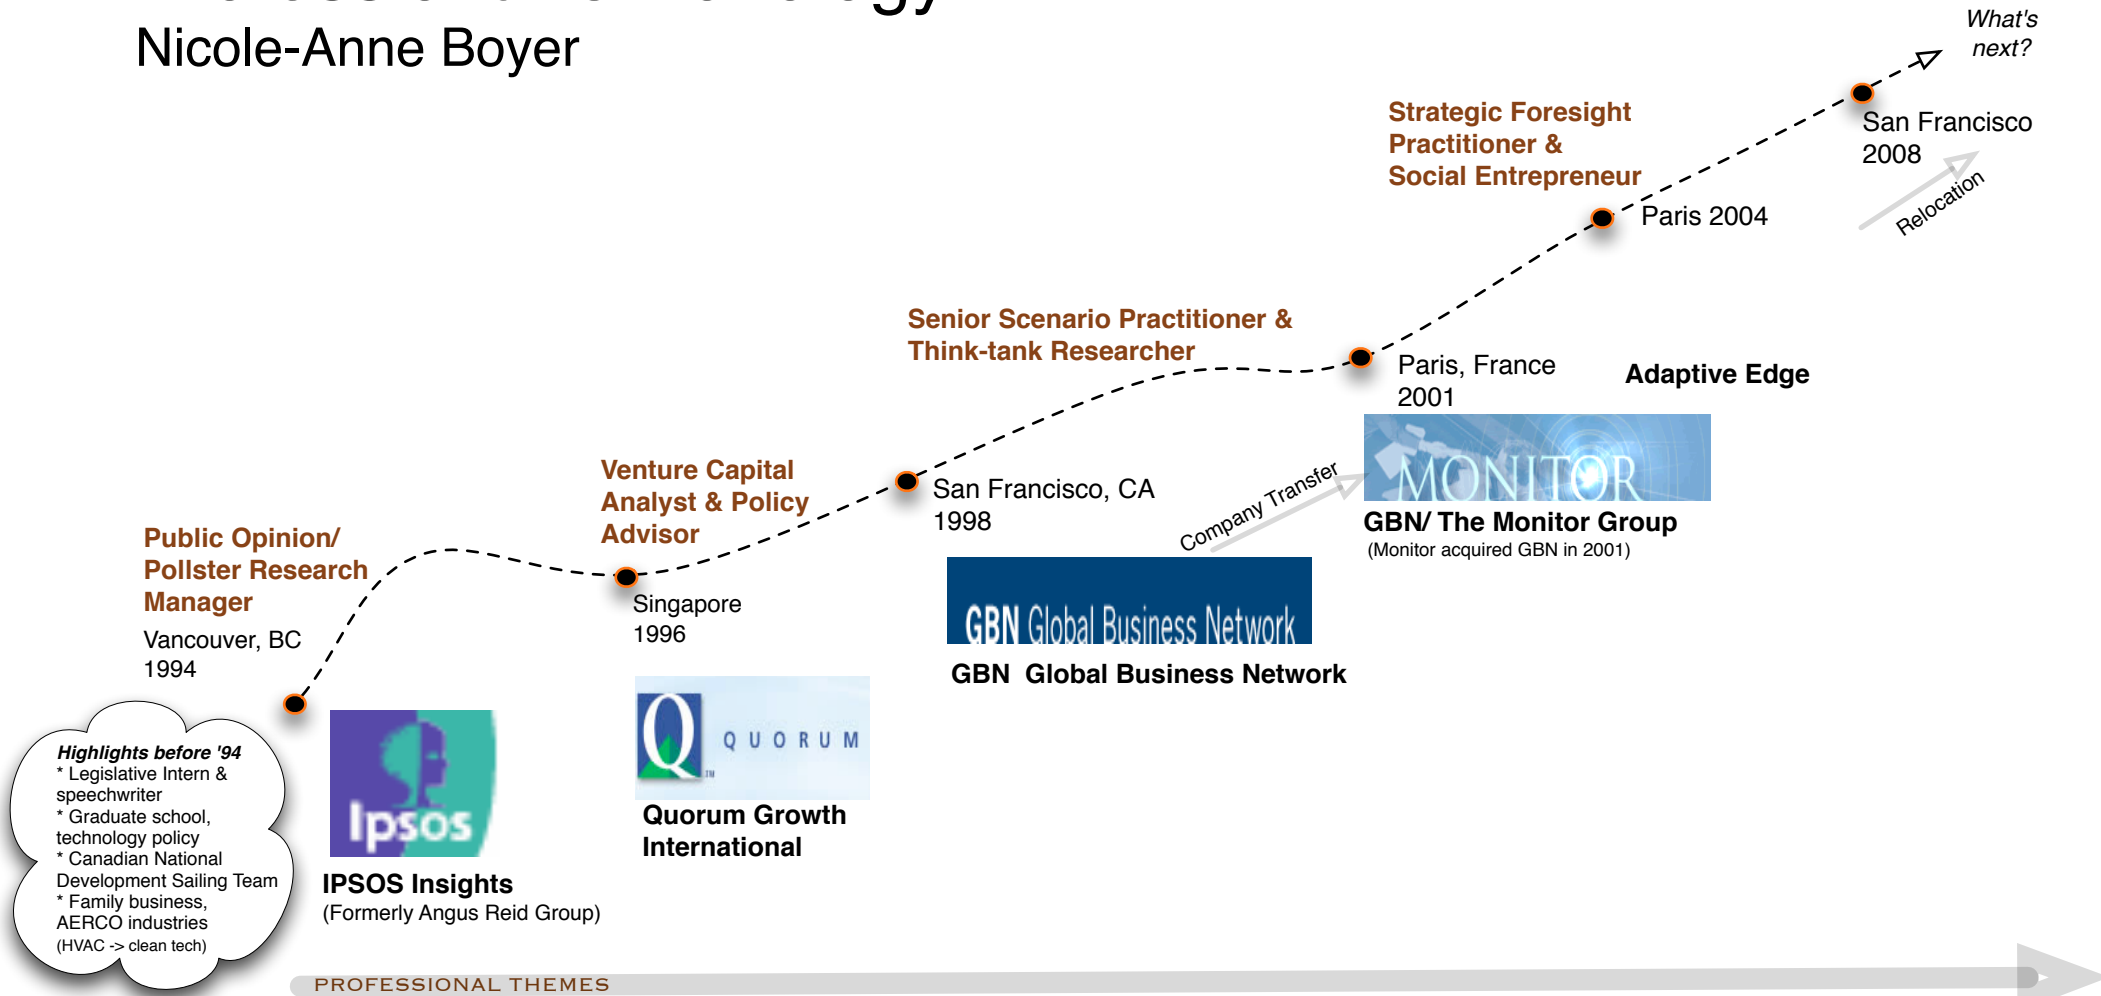 Nicole-Anne Boyer
What's
next?
San Francisco
2008
Relocation
Strategic Foresight
Practitioner &
Social Entrepreneur
Paris 2004
Senior Scenario Practitioner &
Think-tank Researcher
Paris, France
2001
Adaptive Edge
MONITOR
GBN/ The Monitor Group
(Monitor acquired GBN in 2001)
Company Transfer
Venture Capital
Analyst & Policy
Advisor
San Francisco, CA
1998
GBN Global Business Network
GBN  Global Business Network
Public Opinion/
Pollster Research
Manager
Vancouver, BC
1994
Singapore
1996
Q QUORUM
TM
Quorum Growth
International
Ipsos
IPSOS Insights
(Formerly Angus Reid Group)
Highlights before '94
* Legislative Intern &
speechwriter
* Graduate school,
technology policy
* Canadian National
Development Sailing Team
* Family business,
AERCO industries
(HVAC -> clean tech)
PROFESSIONAL THEMES